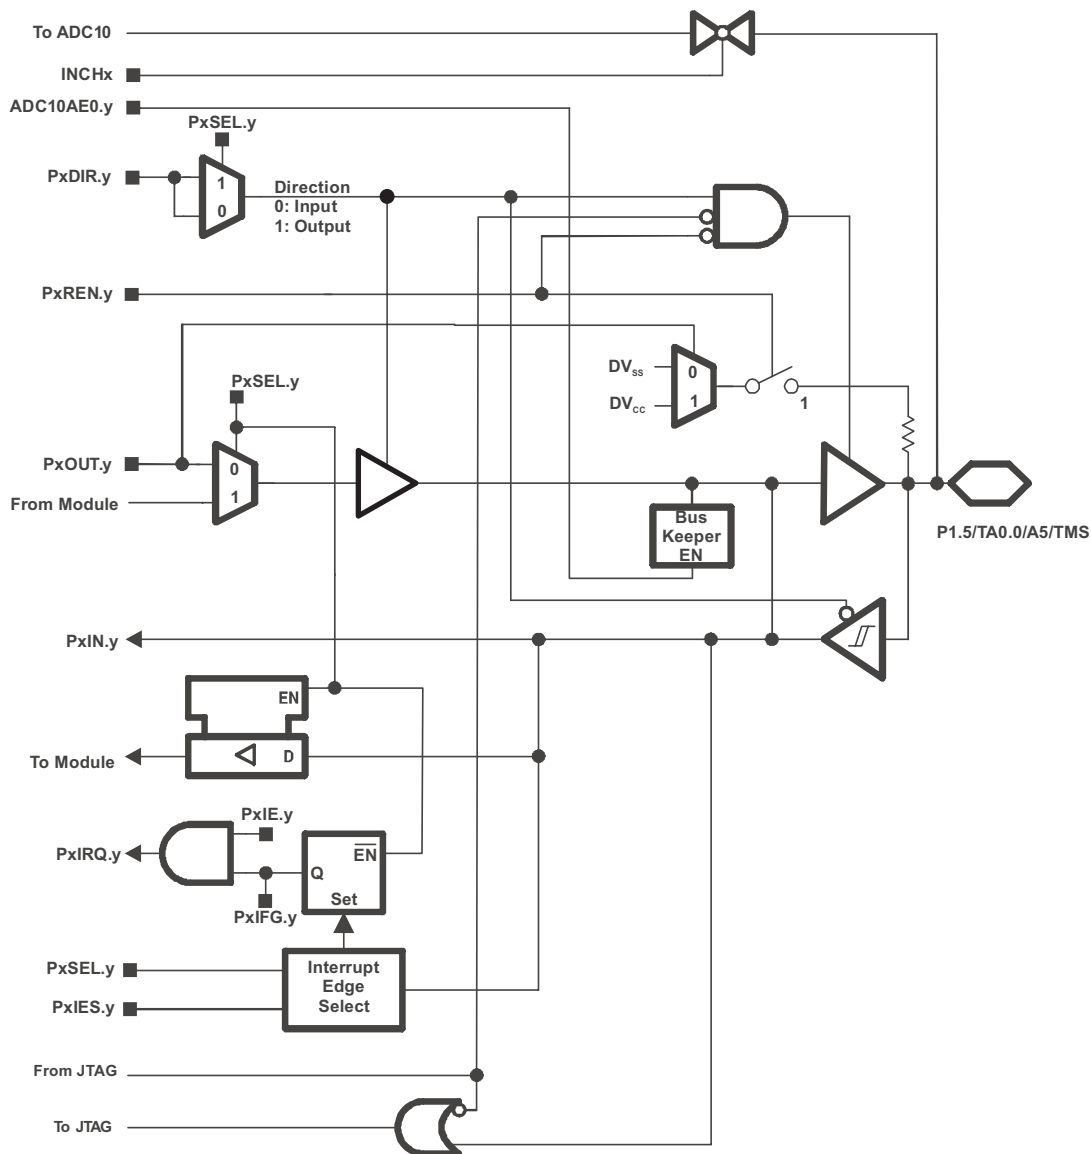 To ADC10
INCHx
ADC10AE0.y
PxSEL.y
PxDIR.y
1
0
Direction
0: Input
1: Output
PxREN.y
DVSS
0
DVCC
1
1
PxSEL.y
PxOUT.y
0
From Module
1
Bus
Keeper
EN
P1.5/TA0.0/A5/TMS
PxIN.y
EN
To Module
D
PxIE.y
PxIRQ.y
EN
Q
Set
PxIFG.y
PxSEL.y
Interrupt
Edge
Select
PxIES.y
From JTAG
To JTAG